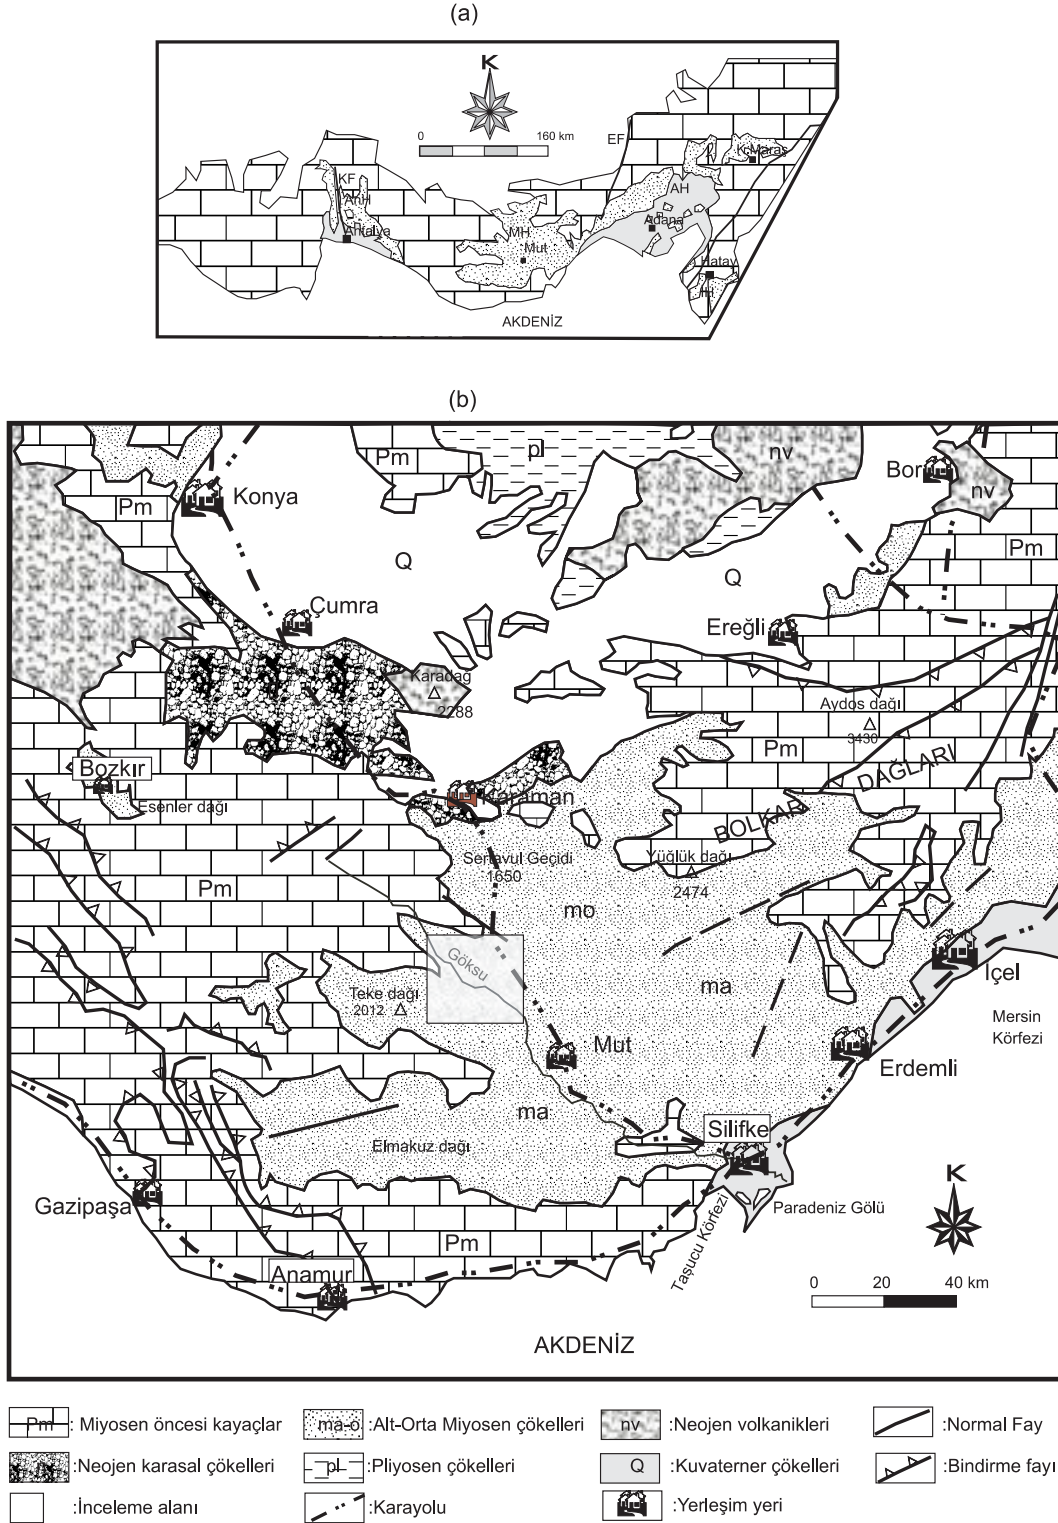 (a)
K
0 160 km
EF
K.Maraş
KF
AnH
AH
Antalya
Adana
MH
Mut
Hatay
AKDENİZ
(b)
pl
nv
Pm
Bor
nv
Pm
Konya
Pm
Q
Q
Çumra
Ereğli
Karadağ
2288
Aydos dağı
3430
Pm
Bozkır
Esenler dağı
Karaman
BOLKAR DAĞLARI
Sertavul Geçidi
1650
Yüğlük dağı
2474
Pm
mo
Göksu
ma
İçel
Teke dağı
2012
Mersin
Körfezi
Mut
Erdemli
ma
Silifke
Elmakuz dağı
Gazipaşa
Paradeniz Gölü
K
Pm
Taşucu Körfezi
Anamur
0 20 40 km
AKDENİZ
Pm : Miyosen öncesi kayaçlar
ma-o :Alt-Orta Miyosen çökelleri
nv :Neojen volkanikleri
:Normal Fay
:Neojen karasal çökelleri
pl :Pliyosen çökelleri
Q :Kuvaterner çökelleri
:Bindirme fayı
:İnceleme alanı
:Karayolu
:Yerleşim yeri